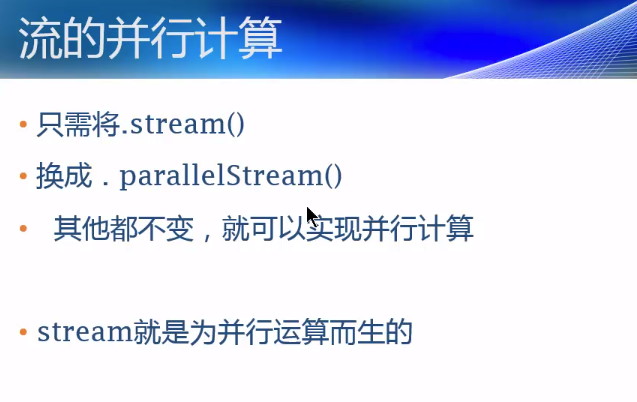 流的并行计算
只需将.stream()
换成 . parallelStream()
其他都不变，就可以实现并行计算
stream就是为并行运算而生的